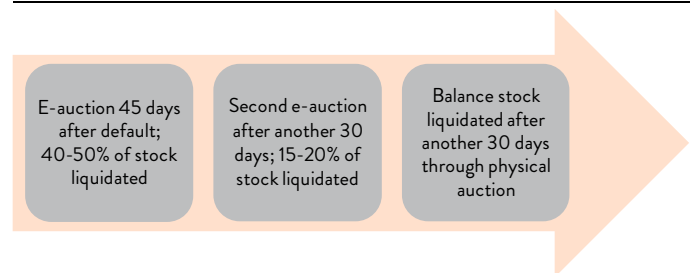 E-auction 45 days
after default;
40-50% of stock
liquidated
Second e-auction
after another 30
days; 15-20% of
stock liquidated
Balance stock
liquidated after
another 30 days
through physical
auction